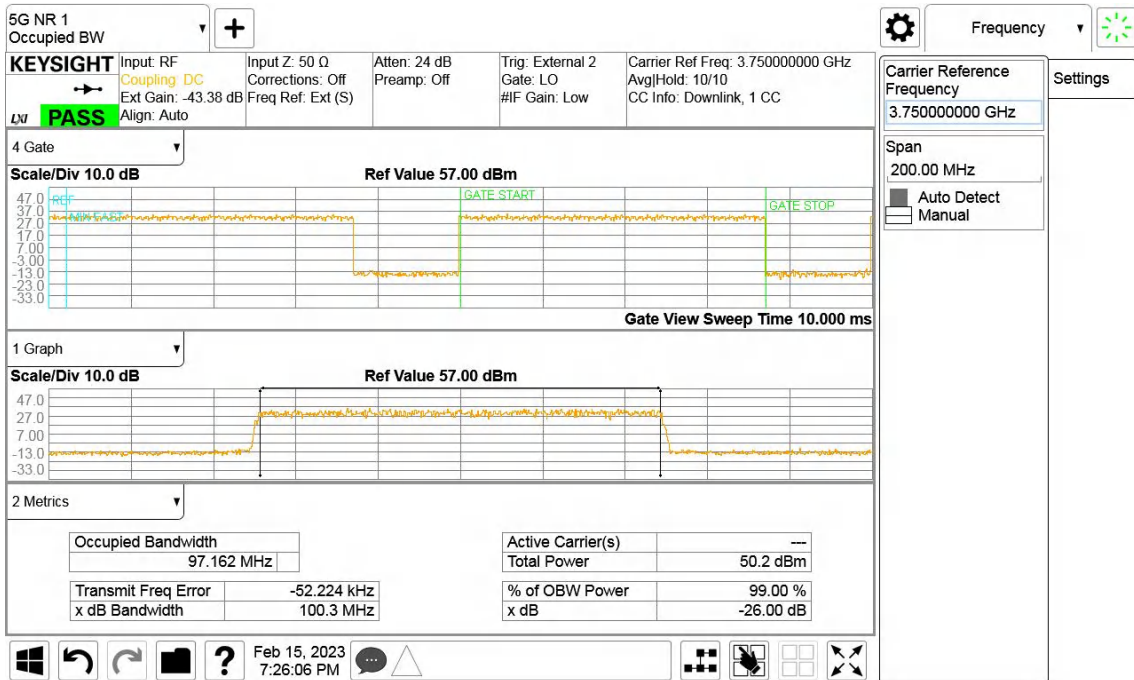 5G NR 1
Occupied BW
Frequency
KEYSIGHT
LXI
PASS
Input: RF
Coupling: DC
Ext Gain: -43.38 dB
Align: Auto
Input Z: 50 Ω
Corrections: Off
Freq Ref: Ext (S)
Atten: 24 dB
Preamp: Off
Trig: External 2
Gate: LO
#IF Gain: Low
Carrier Ref Freq: 3.750000000 GHz
Avg|Hold: 10/10
CC Info: Downlink, 1 CC
Carrier Reference
Frequency
3.750000000 GHz
Settings
Span
200.00 MHz
Auto Detect
Manual
4 Gate
Scale/Div 10.0 dB
Ref Value 57.00 dBm
47.0
37.0
27.0
17.0
7.00
-3.00
-13.0
-23.0
-33.0
REF
MIN FAST
GATE START
GATE STOP
Gate View Sweep Time 10.000 ms
1 Graph
Scale/Div 10.0 dB
Ref Value 57.00 dBm
47.0
27.0
7.00
-13.0
-33.0
2 Metrics
Occupied Bandwidth
97.162 MHz
Transmit Freq Error -52.224 kHz
x dB Bandwidth 100.3 MHz
Active Carrier(s) ---
Total Power 50.2 dBm
% of OBW Power 99.00 %
x dB -26.00 dB
?
Feb 15, 2023
7:26:06 PM